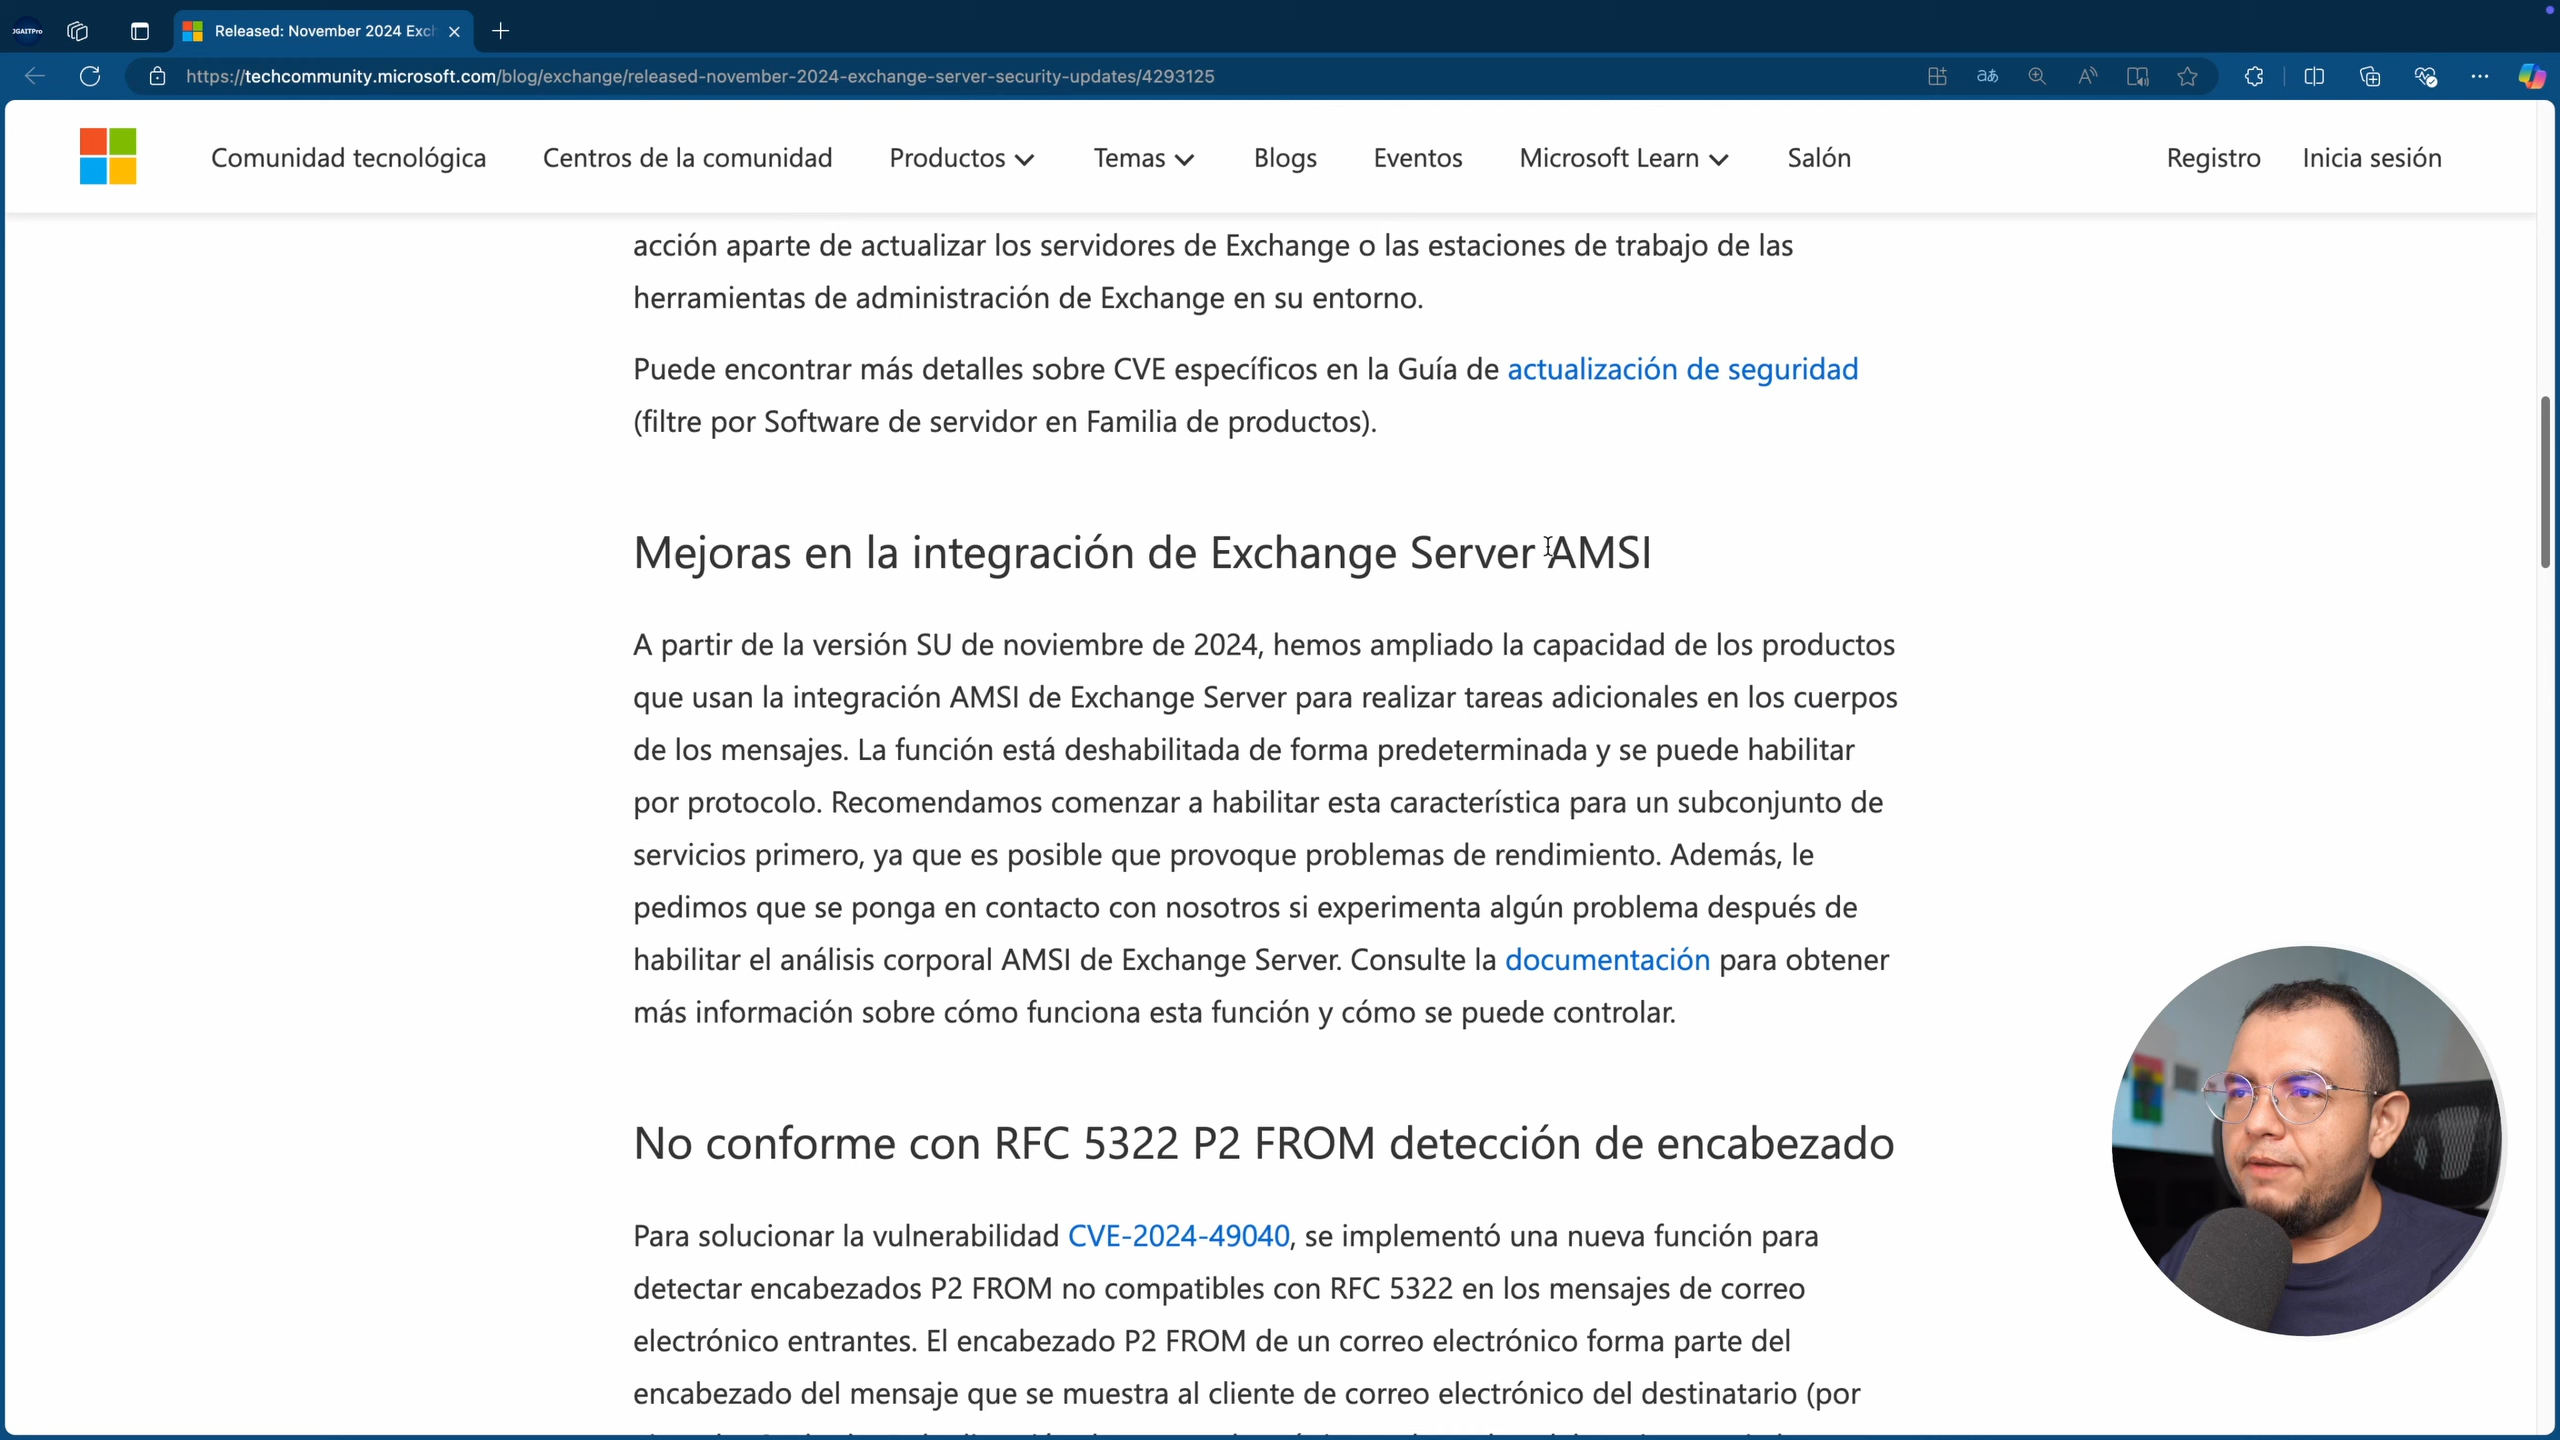 JGAITPro
Released: November 2024 Exch
https://techcommunity.microsoft.com/blog/exchange/released-november-2024-exchange-server-security-updates/4293125
Comunidad tecnológica Centros de la comunidad Productos Temas Blogs Eventos Microsoft Learn Salón Registro Inicia sesión
acción aparte de actualizar los servidores de Exchange o las estaciones de trabajo de las
herramientas de administración de Exchange en su entorno.
Puede encontrar más detalles sobre CVE específicos en la Guía de actualización de seguridad
(filtre por Software de servidor en Familia de productos).
Mejoras en la integración de Exchange Server AMSI
A partir de la versión SU de noviembre de 2024, hemos ampliado la capacidad de los productos
que usan la integración AMSI de Exchange Server para realizar tareas adicionales en los cuerpos
de los mensajes. La función está deshabilitada de forma predeterminada y se puede habilitar
por protocolo. Recomendamos comenzar a habilitar esta característica para un subconjunto de
servicios primero, ya que es posible que provoque problemas de rendimiento. Además, le
pedimos que se ponga en contacto con nosotros si experimenta algún problema después de
habilitar el análisis corporal AMSI de Exchange Server. Consulte la documentación para obtener
más información sobre cómo funciona esta función y cómo se puede controlar.
No conforme con RFC 5322 P2 FROM detección de encabezado
Para solucionar la vulnerabilidad CVE-2024-49040, se implementó una nueva función para
detectar encabezados P2 FROM no compatibles con RFC 5322 en los mensajes de correo
electrónico entrantes. El encabezado P2 FROM de un correo electrónico forma parte del
encabezado del mensaje que se muestra al cliente de correo electrónico del destinatario (por